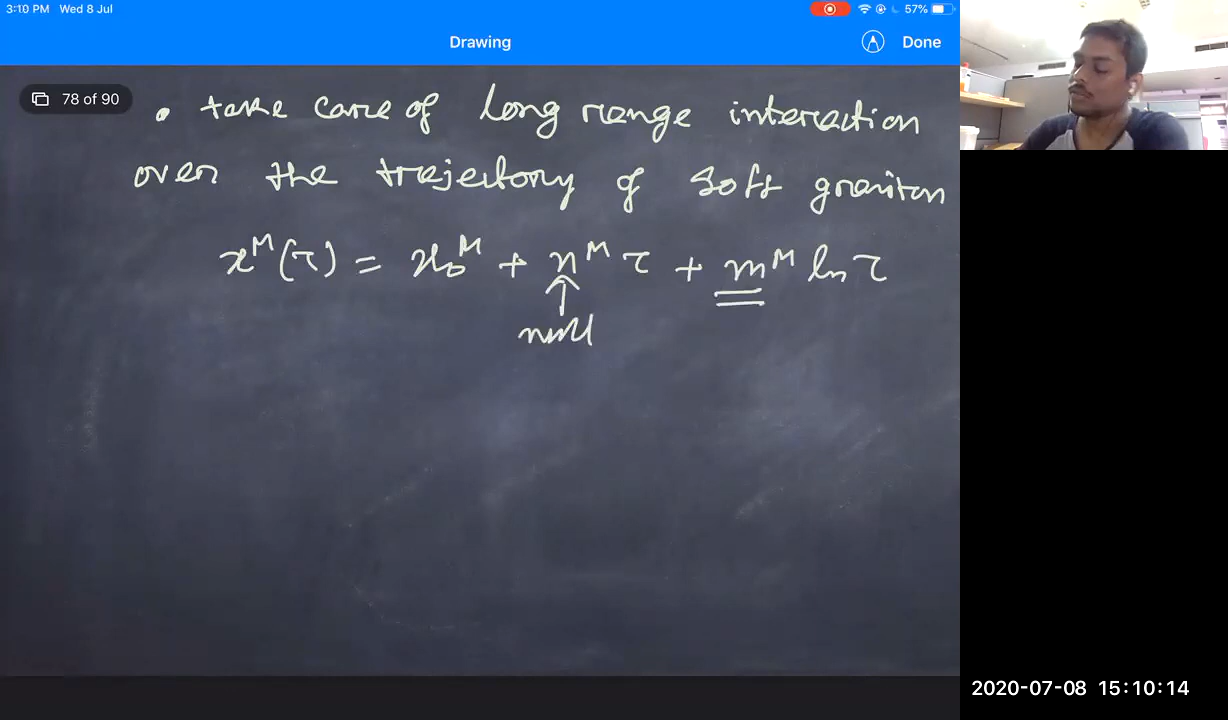 3:10 PM Wed 8 Jul
57%
Drawing
Done
78 of 90
• take care of long range interaction
over the trajectory of soft graviton
x^μ(τ) = x₀^μ + n^μ τ + m^μ ln τ
null
2020-07-08 15:10:14